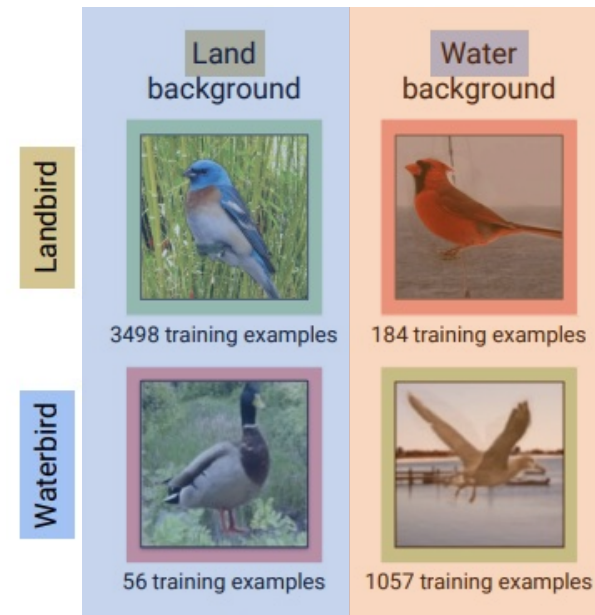 Land
background
Water
background
Landbird
3498 training examples
184 training examples
Waterbird
56 training examples
1057 training examples